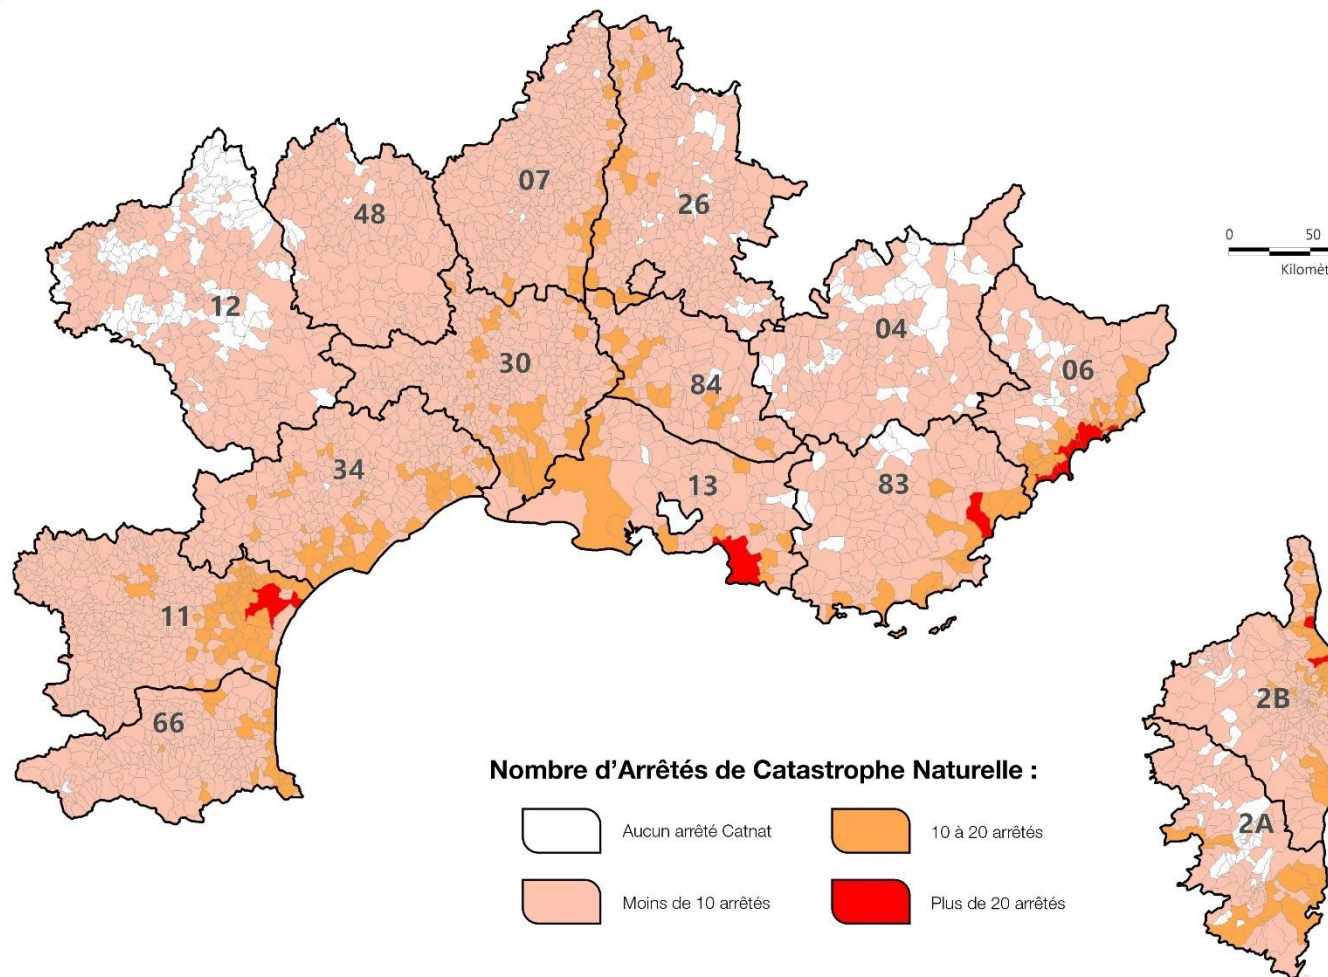 07
26
48
0 50
Kilomèt
12
04
30
06
84
34
13
83
11
2B
66
2A
Nombre d'Arrêtés de Catastrophe Naturelle :
Aucun arrêté Catnat
10 à 20 arrêtés
Moins de 10 arrêtés
Plus de 20 arrêtés